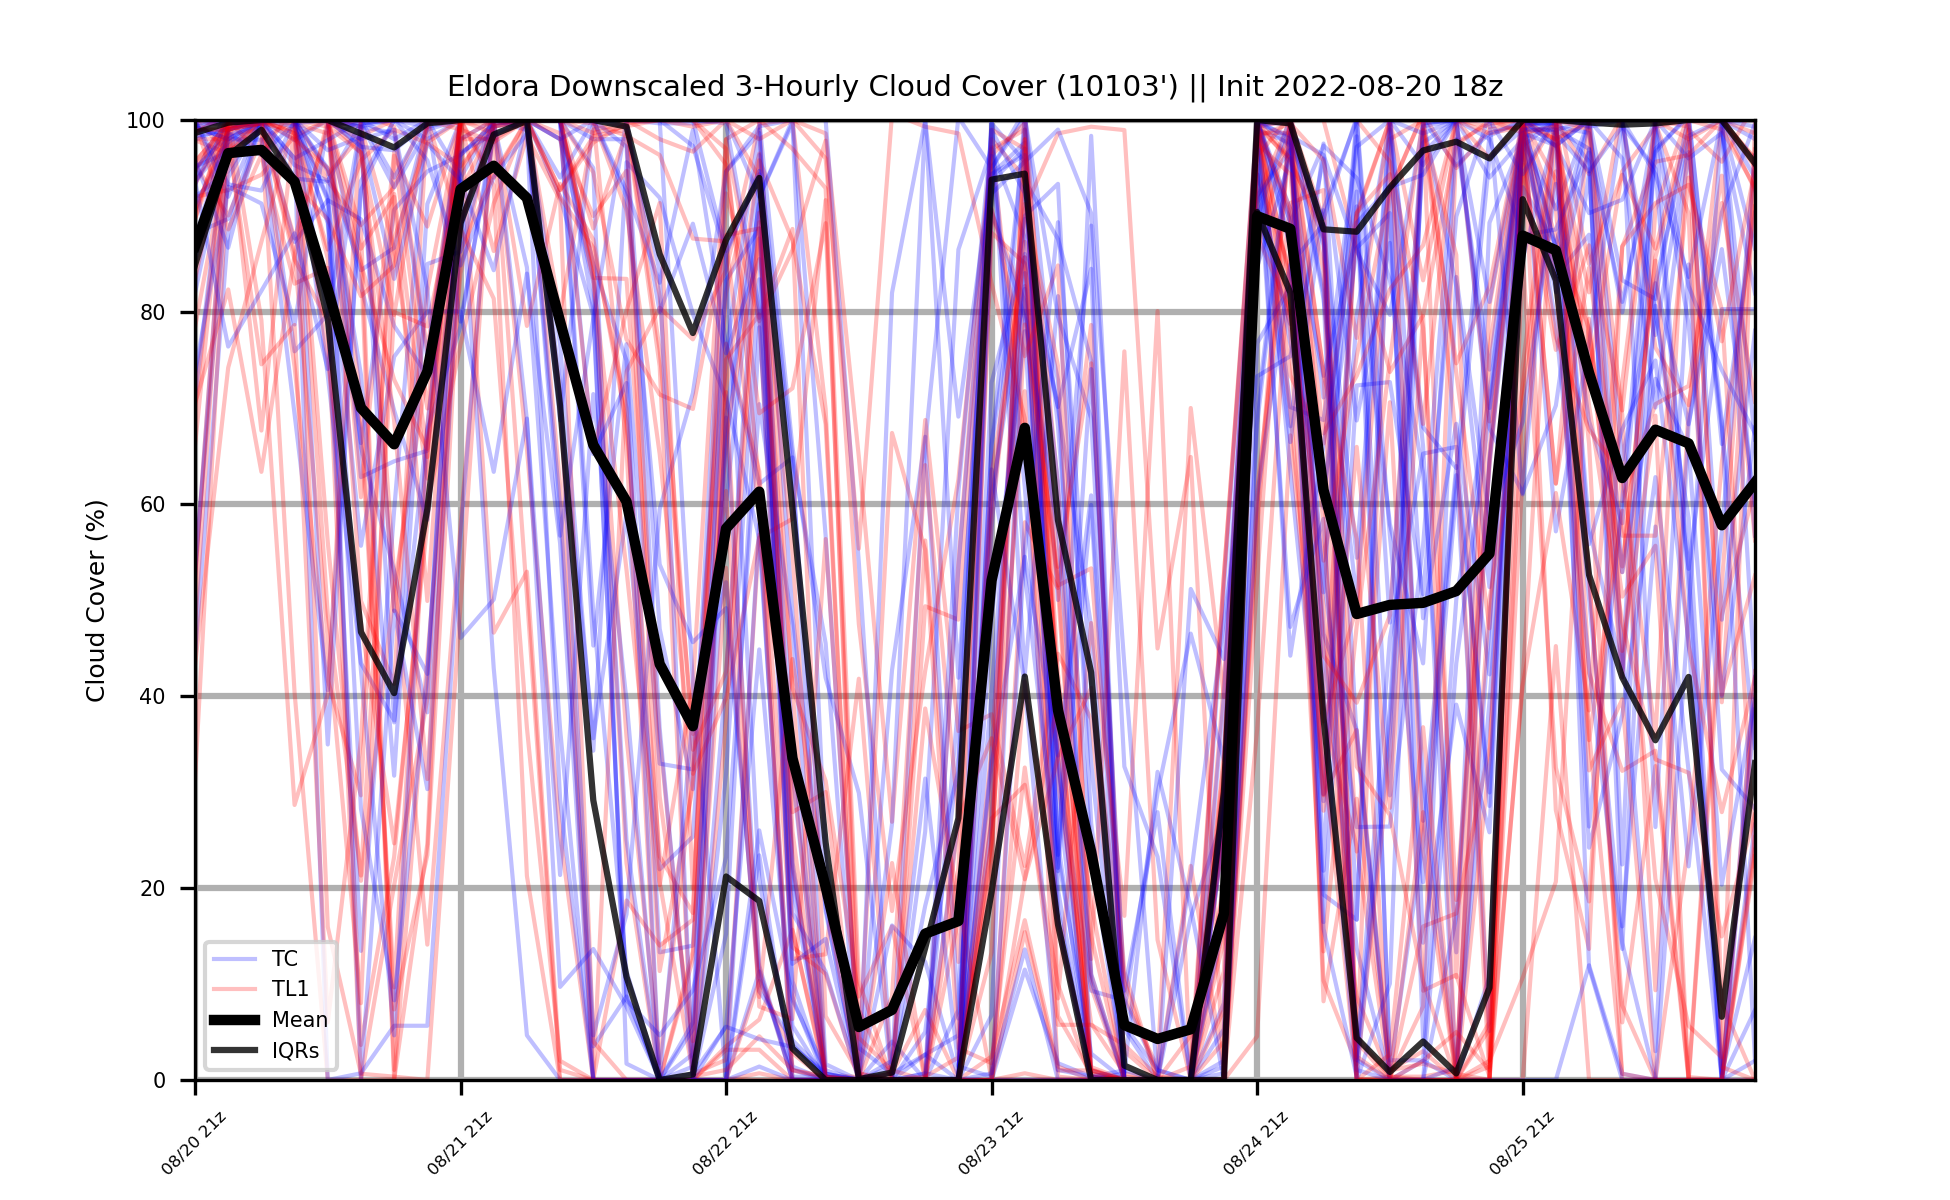 Eldora Downscaled 3-Hourly Cloud Cover (10103') || Init 2022-08-20 18z
Cloud Cover (%)
100
80
60
40
20
0
TC
TL1
Mean
IQRs
08/20 21z
08/21 21z
08/22 21z
08/23 21z
08/24 21z
08/25 21z